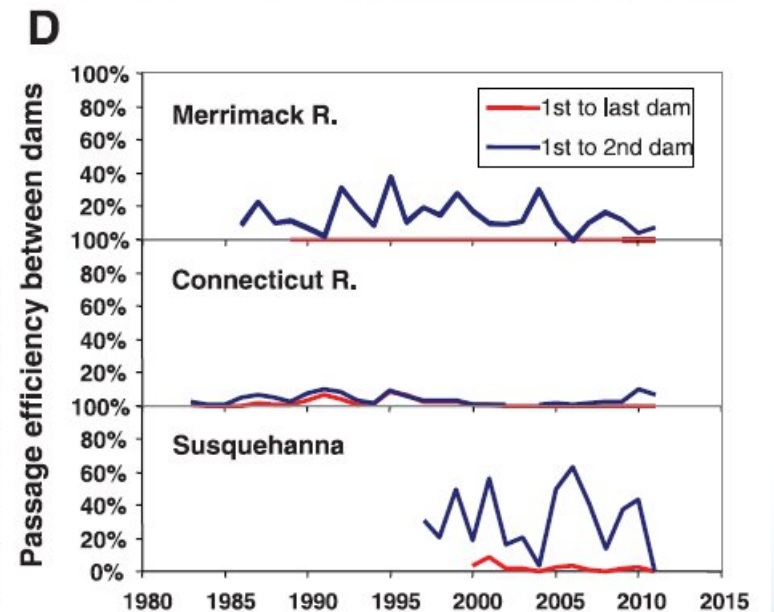 D
Passage efficiency between dams
100%
80%
60%
40%
20%
Merrimack R.
1st to last dam
1st to 2nd dam
100%
80%
60%
40%
20%
Connecticut R.
100%
80%
60%
40%
20%
0%
Susquehanna
1980 1985 1990 1995 2000 2005 2010 2015